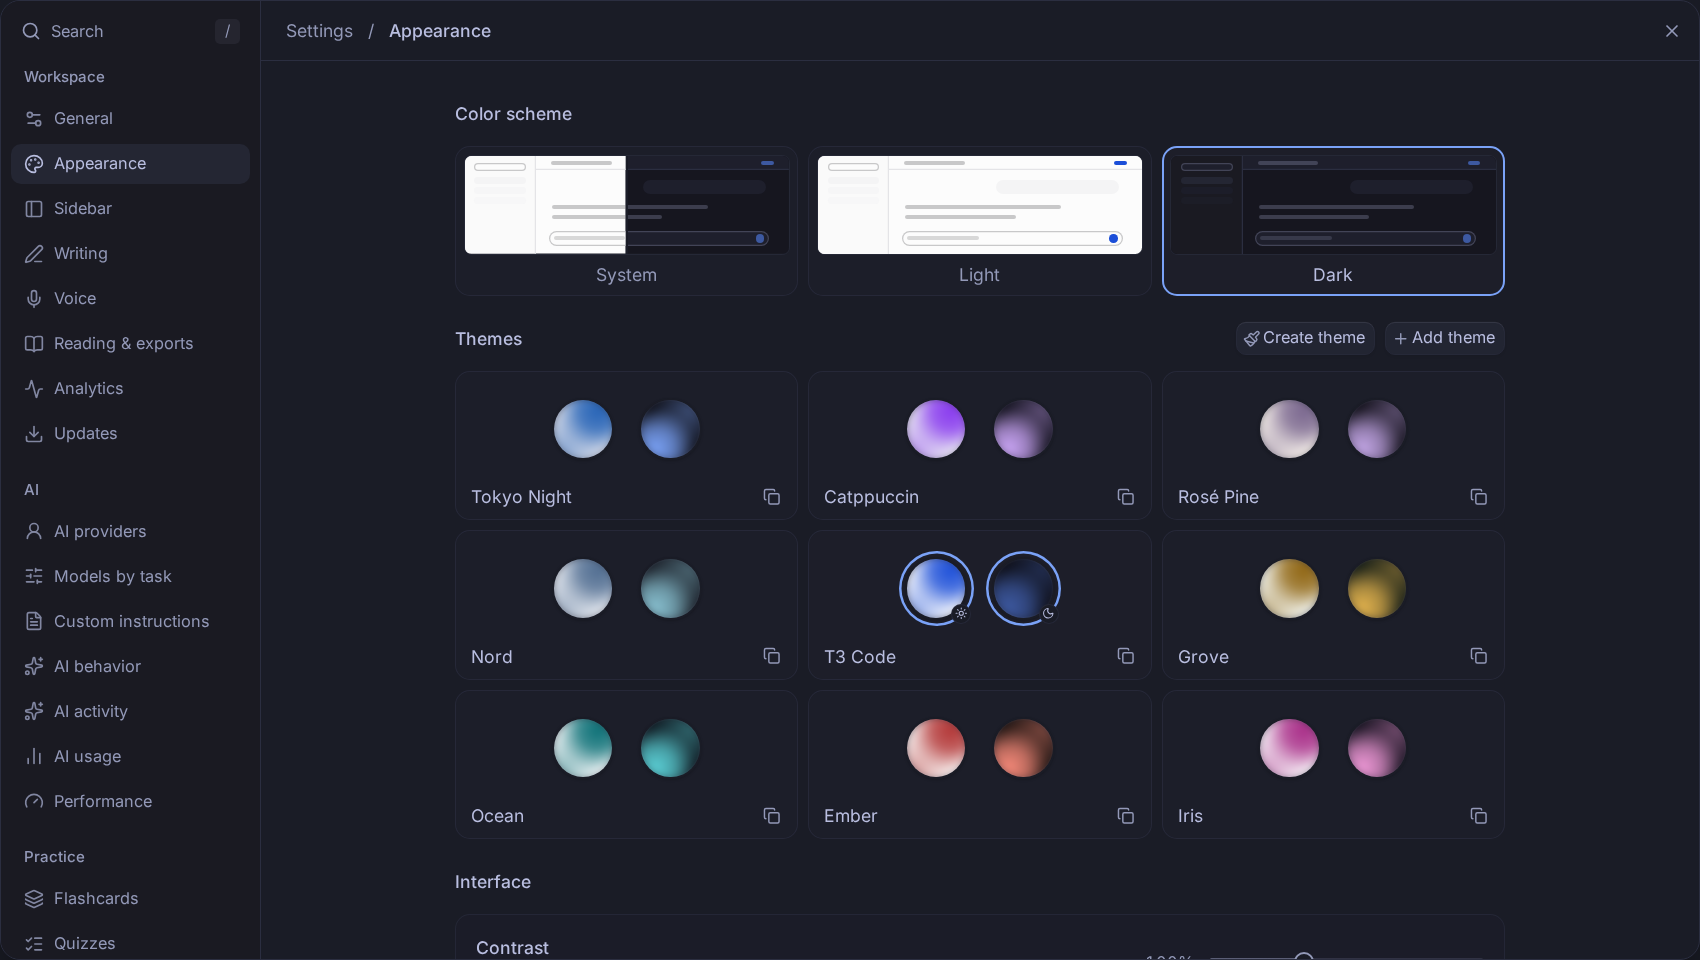 Search /
Settings / Appearance
Workspace
General
Appearance
Sidebar
Writing
Voice
Reading & exports
Analytics
Updates
AI
AI providers
Models by task
Custom instructions
AI behavior
AI activity
AI usage
Performance
Practice
Flashcards
Quizzes
Color scheme
System
Light
Dark
Themes
Create theme
Add theme
Tokyo Night
Catppuccin
Rosé Pine
Nord
T3 Code
Grove
Ocean
Ember
Iris
Interface
Contrast